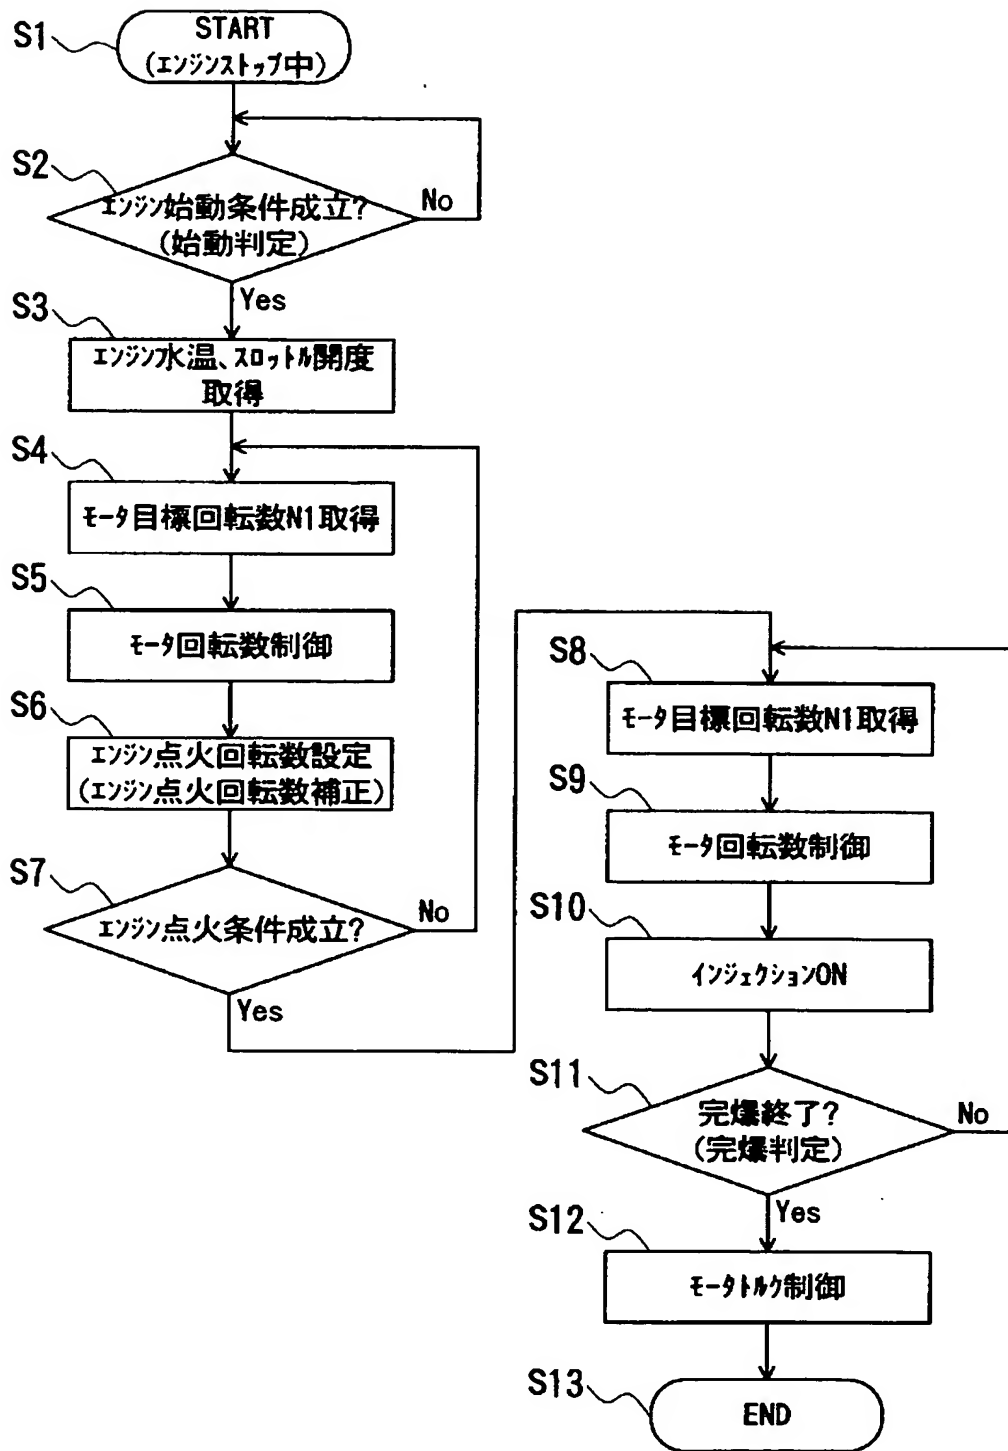 S1
START
(ｴﾝｼﾞﾝｽﾄｯﾌﾟ中)
S2
ｴﾝｼﾞﾝ始動条件成立?
(始動判定)
No
Yes
S3
ｴﾝｼﾞﾝ水温、ｽﾛｯﾄﾙ開度
取得
S4
ﾓｰﾀ目標回転数N1取得
S5
ﾓｰﾀ回転数制御
S6
ｴﾝｼﾞﾝ点火回転数設定
(ｴﾝｼﾞﾝ点火回転数補正)
S7
ｴﾝｼﾞﾝ点火条件成立?
No
Yes
S8
ﾓｰﾀ目標回転数N1取得
S9
ﾓｰﾀ回転数制御
S10
ｲﾝｼﾞｪｸｼｮﾝON
S11
完爆終了?
(完爆判定)
No
Yes
S12
ﾓｰﾀﾄﾙｸ制御
S13
END